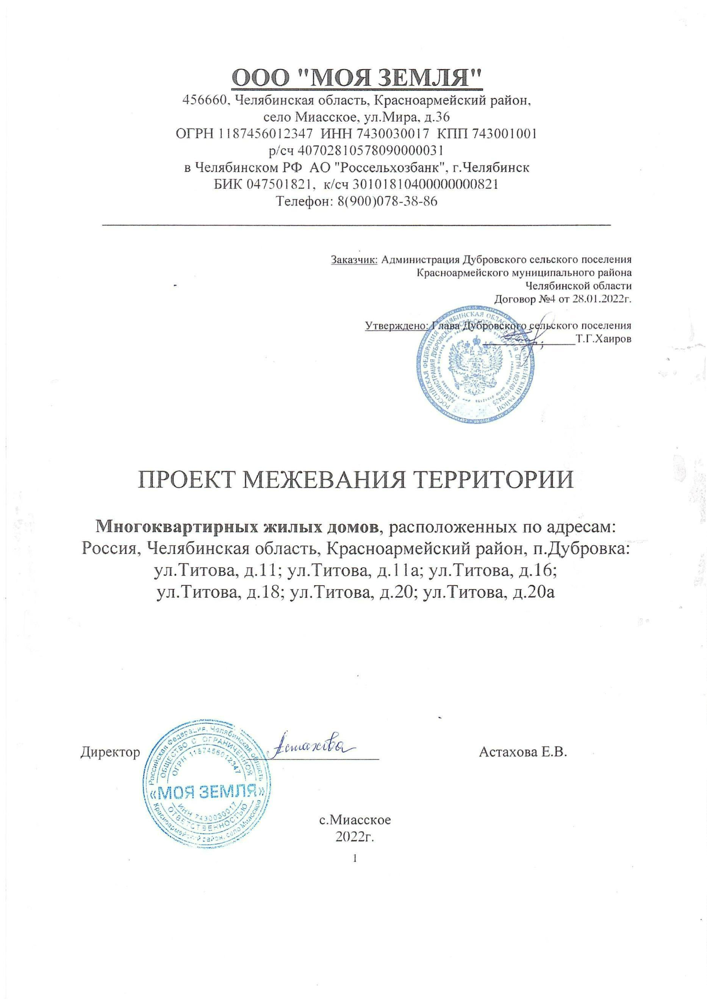 ООО "МОЯ ЗЕМЛЯ"
456660, Челябинская область, Красноармейский район,
село Миасское, ул.Мира, д.36
ОГРН 1187456012347 ИНН 7430030017 КПП 743001001
р/сч 40702810578090000031
в Челябинском РФ АО "Россельхозбанк", г.Челябинск
БИК 047501821, к/сч 30101810400000000821
Телефон: 8(900)078-38-86
Заказчик: Администрация Дубровского сельского поселения
Красноармейского муниципального района
Челябинской области
Договор №4 от 28.01.2022г.
Утверждено: Глава Дубровского сельского поселения
Т.Г.Хаиров
РОССИЙСКАЯ ФЕДЕРАЦИЯ ЧЕЛЯБИНСКАЯ ОБЛАСТЬ КРАСНОАРМЕЙСКИЙ РАЙОН
АДМИНИСТРАЦИЯ ДУБРОВСКОГО СЕЛЬСКОГО ПОСЕЛЕНИЯ ОГРН 1027401679425
ПРОЕКТ МЕЖЕВАНИЯ ТЕРРИТОРИИ
Многоквартирных жилых домов, расположенных по адресам:
Россия, Челябинская область, Красноармейский район, п.Дубровка:
ул.Титова, д.11; ул.Титова, д.11а; ул.Титова, д.16;
ул.Титова, д.18; ул.Титова, д.20; ул.Титова, д.20а
Директор Астахова Астахова Е.В.
Российская Федерация, Челябинская область
ОБЩЕСТВО С ОГРАНИЧЕННОЙ
ОГРН 1187456012347
«МОЯ ЗЕМЛЯ»
ИНН 7430030017
ОТВЕТСТВЕННОСТЬЮ
Красноармейский район, село Миасское
с.Миасское
2022г.
1